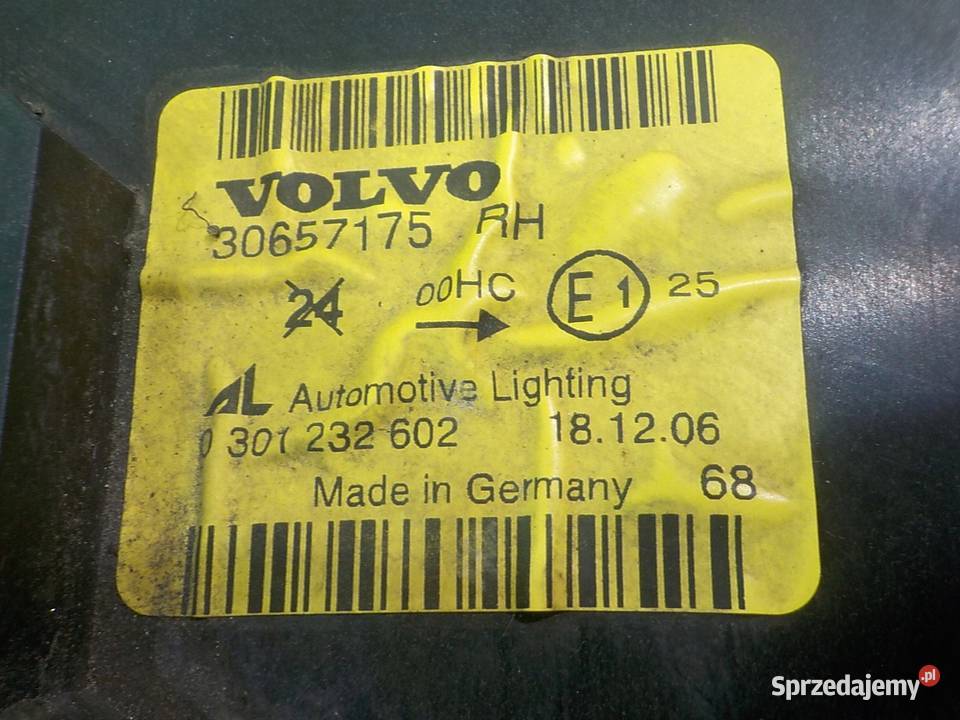 VOLVO
30657175 RH
24 00HC E1 25
AL Automotive Lighting
0 301 232 602 18.12.06
Made in Germany 68
Sprzedajemy.pl